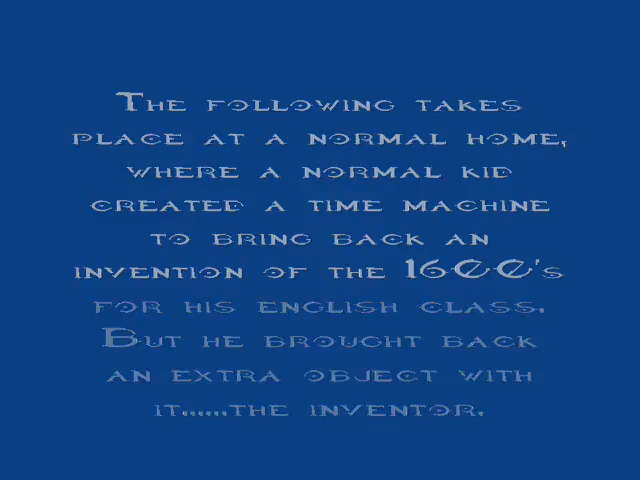 The following takes
place at a normal home,
where a normal kid
created a time machine
to bring back an
invention of the 1600's
for his english class.
But he brought back
an extra object with
it......the inventor.